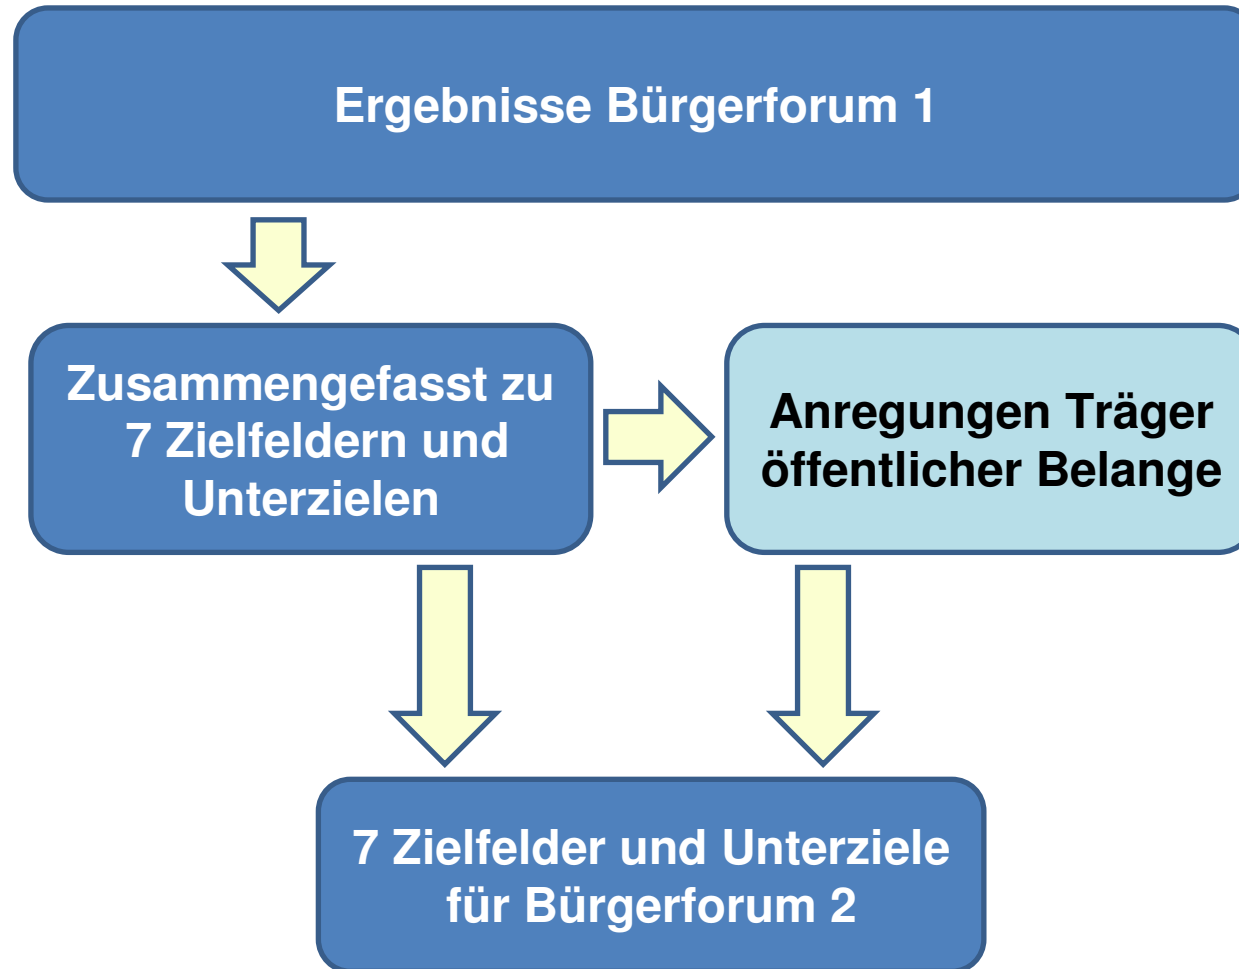 Ergebnisse Bürgerforum 1
Zusammengefasst zu
7 Zielfeldern und
Unterzielen
Anregungen Träger
öffentlicher Belange
7 Zielfelder und Unterziele
für Bürgerforum 2